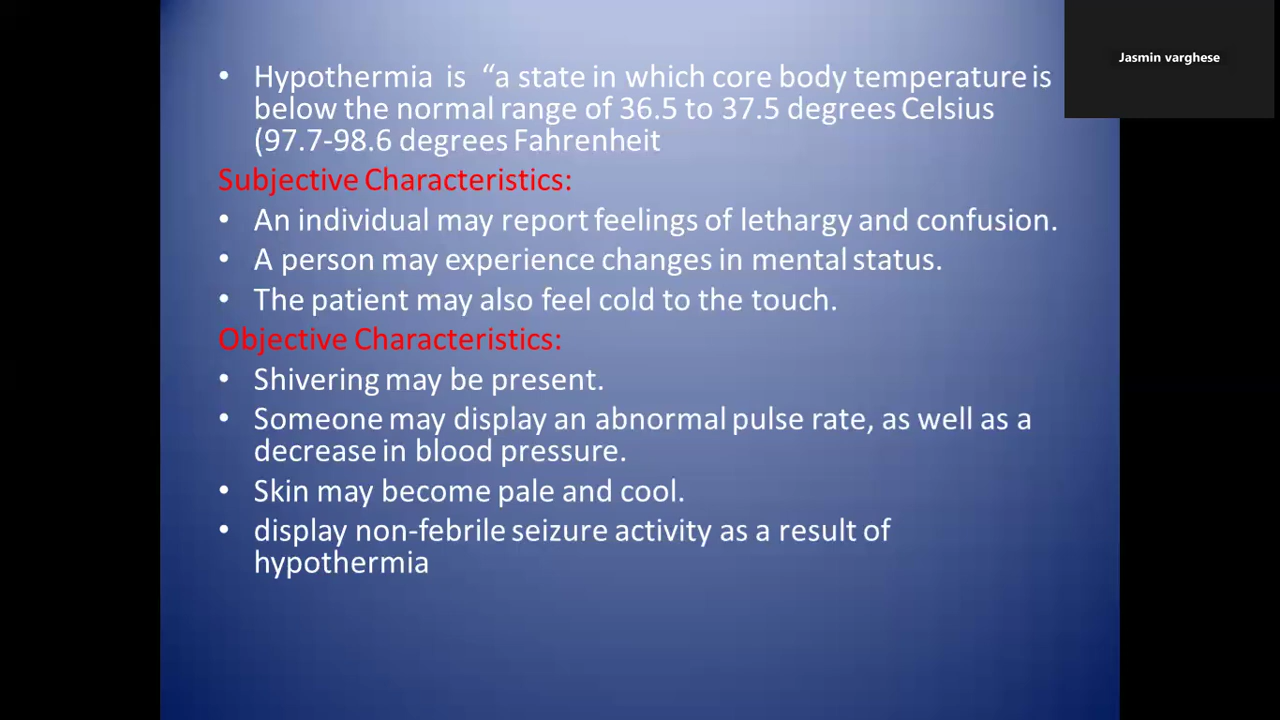 Jasmin varghese
• Hypothermia is “a state in which core body temperature is
below the normal range of 36.5 to 37.5 degrees Celsius
(97.7-98.6 degrees Fahrenheit
Subjective Characteristics:
• An individual may report feelings of lethargy and confusion.
• A person may experience changes in mental status.
• The patient may also feel cold to the touch.
Objective Characteristics:
• Shivering may be present.
• Someone may display an abnormal pulse rate, as well as a
decrease in blood pressure.
• Skin may become pale and cool.
• display non-febrile seizure activity as a result of
hypothermia